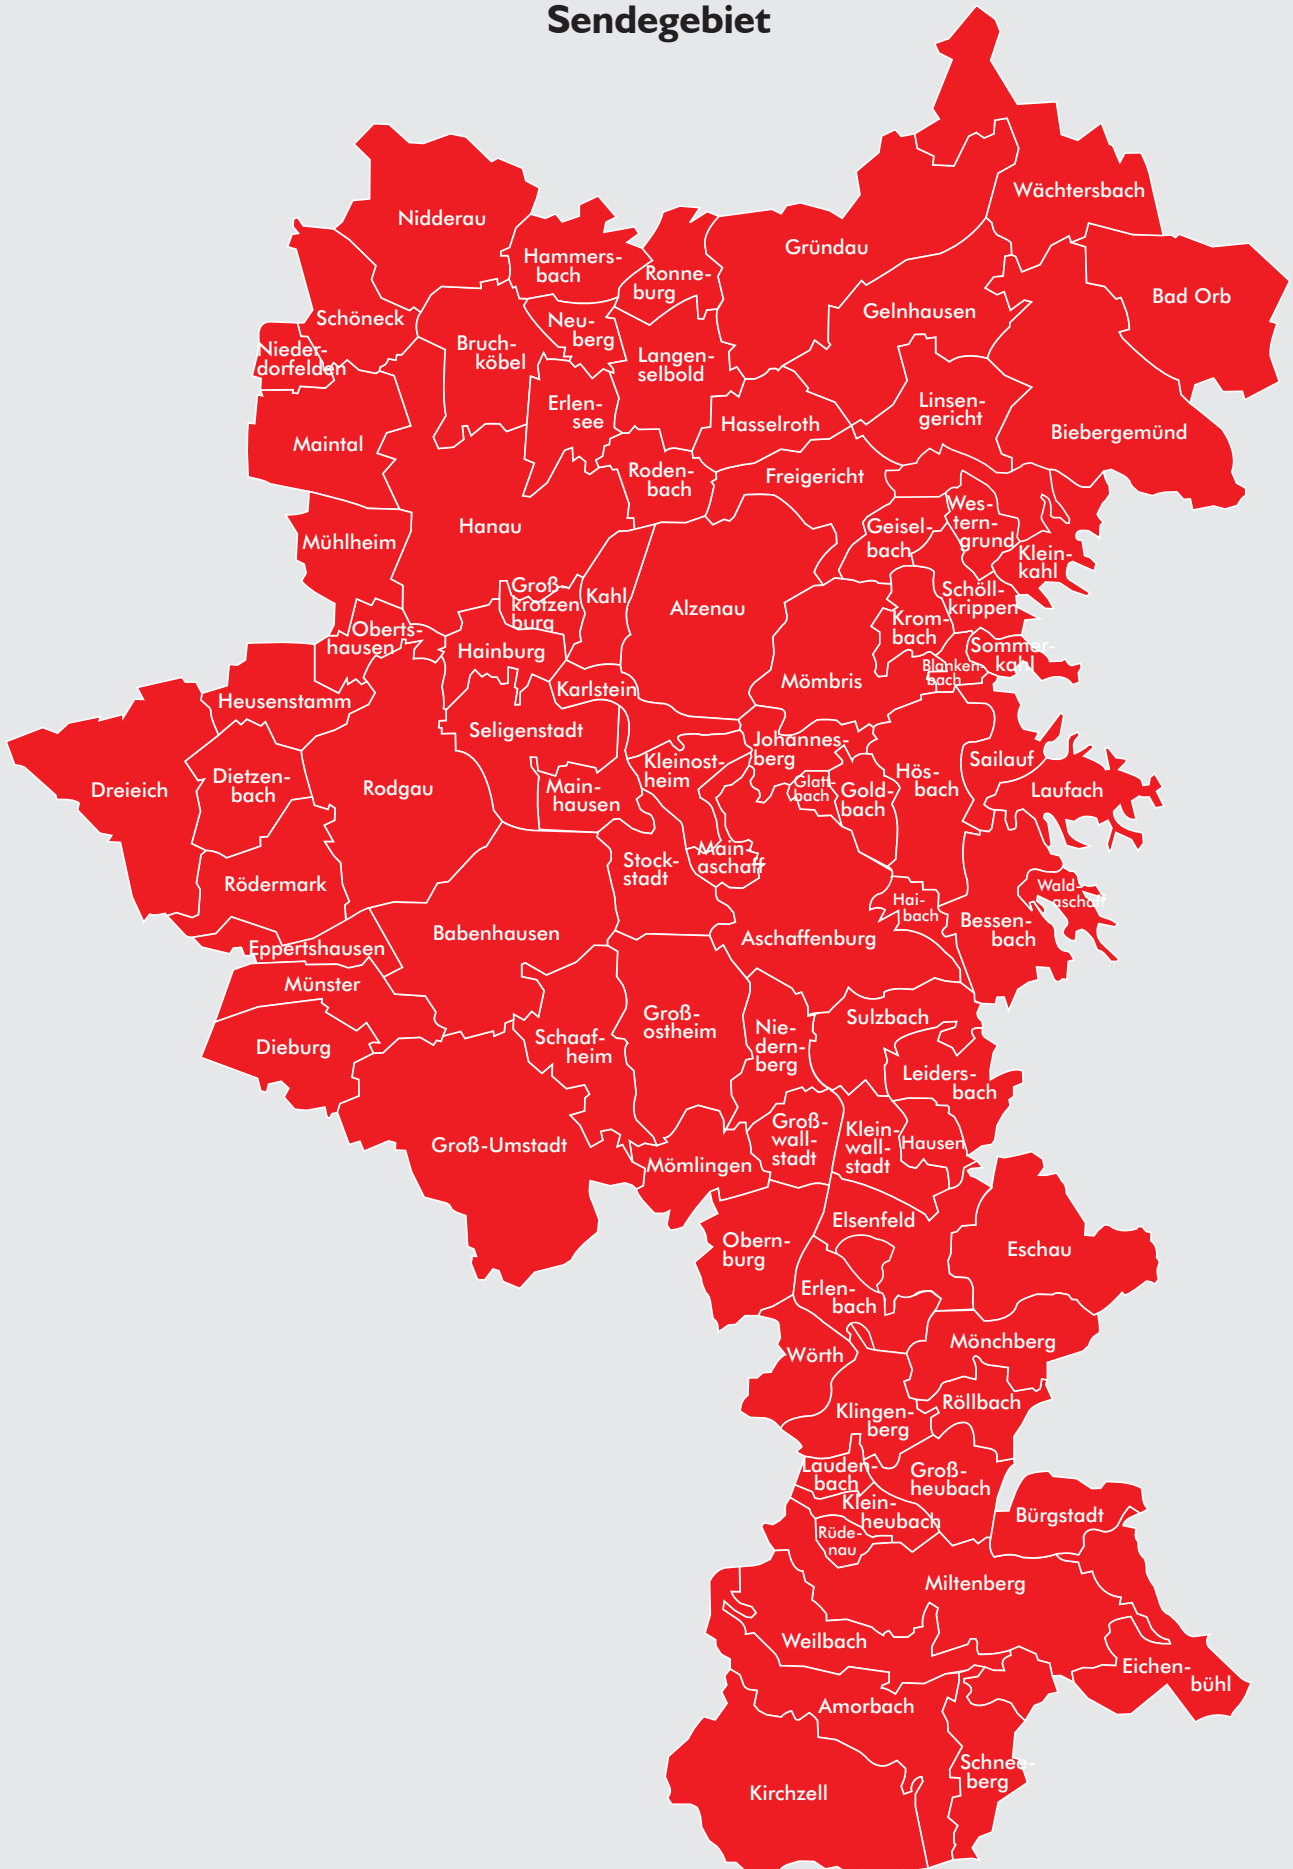 Sendegebiet
Wächtersbach
Nidderau
Gründau
Hammers-
bach
Ronne-
burg
Bad Orb
Gelnhausen
Schöneck
Neu-
berg
Bruch-
köbel
Nieder-
dorfelden
Langen-
selbold
Erlen-
see
Linsen-
gericht
Hasselroth
Biebergemünd
Maintal
Roden-
bach
Freigericht
Wes-
tern-
grund
Hanau
Geisel-
bach
Mühlheim
Klein-
kahl
Groß-
krotzen
burg
Kahl
Schöll-
krippen
Alzenau
Krom-
bach
Oberts-
hausen
Hainburg
Sommer-
kahl
Blanken-
bach
Mömbris
Karlstein
Heusenstamm
Seligenstadt
Johannes-
berg
Kleinost-
heim
Sailauf
Hös-
bach
Dietzen-
bach
Glatt-
bach
Dreieich
Rodgau
Main-
hausen
Gold-
bach
Laufach
Main-
aschaff
Stock-
stadt
Rödermark
Wald-
aschaff
Hai-
bach
Bessen-
bach
Babenhausen
Aschaffenburg
Eppertshausen
Münster
Groß-
ostheim
Sulzbach
Nie-
dern-
berg
Schaaf-
heim
Dieburg
Leiders-
bach
Groß-
wall-
stadt
Klein-
wall-
stadt
Hausen
Groß-Umstadt
Mömlingen
Elsenfeld
Obern-
burg
Eschau
Erlen-
bach
Mönchberg
Wörth
Röllbach
Klingen-
berg
Lauden-
bach
Groß-
heubach
Klein-
heubach
Bürgstadt
Rüde-
nau
Miltenberg
Weilbach
Eichen-
bühl
Amorbach
Schnee-
berg
Kirchzell